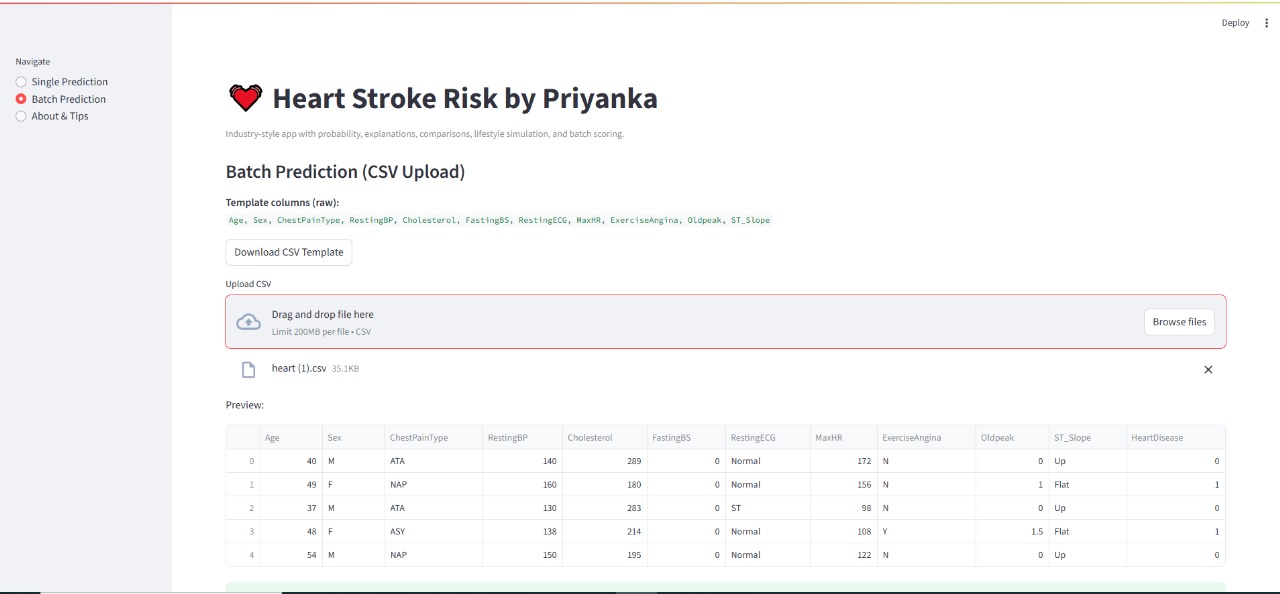 Deploy
Navigate
Single Prediction
Batch Prediction
About & Tips
Heart Stroke Risk by Priyanka
Industry-style app with probability, explanations, comparisons, lifestyle simulation, and batch scoring.
Batch Prediction (CSV Upload)
Template columns (raw):
Age, Sex, ChestPainType, RestingBP, Cholesterol, FastingBS, RestingECG, MaxHR, ExerciseAngina, Oldpeak, ST_Slope
Download CSV Template
Upload CSV
Drag and drop file here
Limit 200MB per file • CSV
Browse files
heart (1).csv 35.1KB
Preview:
Age Sex ChestPainType RestingBP Cholesterol FastingBS RestingECG MaxHR ExerciseAngina Oldpeak ST_Slope HeartDisease
0 40 M ATA 140 289 0 Normal 172 N 0 Up 0
1 49 F NAP 160 180 0 Normal 156 N 1 Flat 1
2 37 M ATA 130 283 0 ST 98 N 0 Up 0
3 48 F ASY 138 214 0 Normal 108 Y 1.5 Flat 1
4 54 M NAP 150 195 0 Normal 122 N 0 Up 0